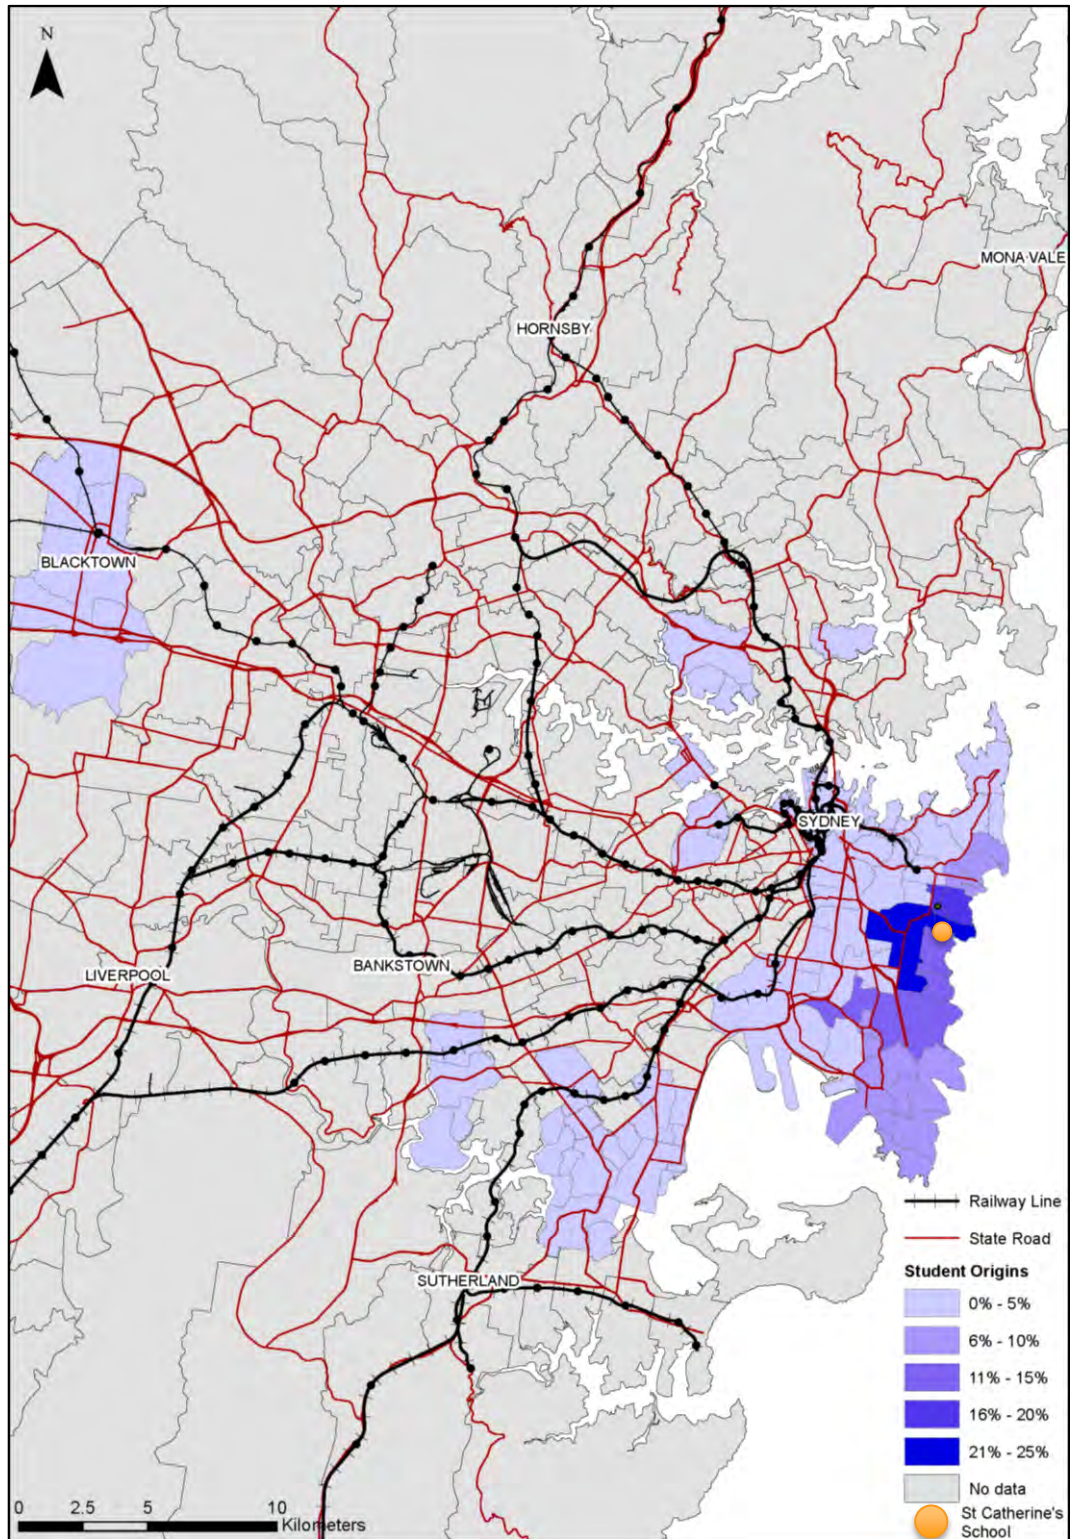 N
MONA VALE
HORNSBY
BLACKTOWN
SYDNEY
LIVERPOOL
BANKSTOWN
SUTHERLAND
Railway Line
State Road
Student Origins
0% - 5%
6% - 10%
11% - 15%
16% - 20%
21% - 25%
No data
St Catherine's
School
0 2.5 5 10
Kilometers